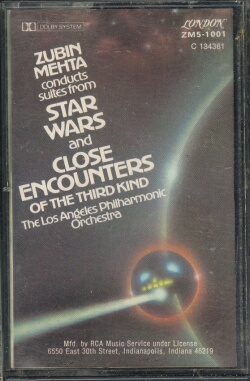 DOLBY SYSTEM
LONDON
ZM5-1001
C 134361
ZUBIN
MEHTA
conducts
suites from
STAR
WARS
and
CLOSE
ENCOUNTERS
OF THE THIRD KIND
The Los Angeles Philharmonic
Orchestra
Mfd. by RCA Music Service under License
6550 East 30th Street, Indianapolis, Indiana 46219